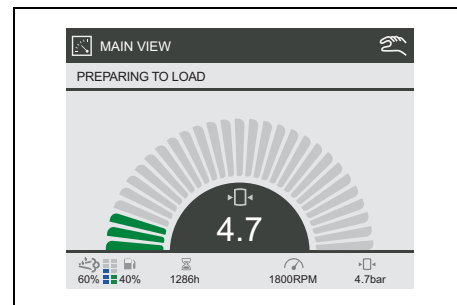 MAIN VIEW
PREPARING TO LOAD
4.7
60% 40% 1286h 1800RPM 4.7bar